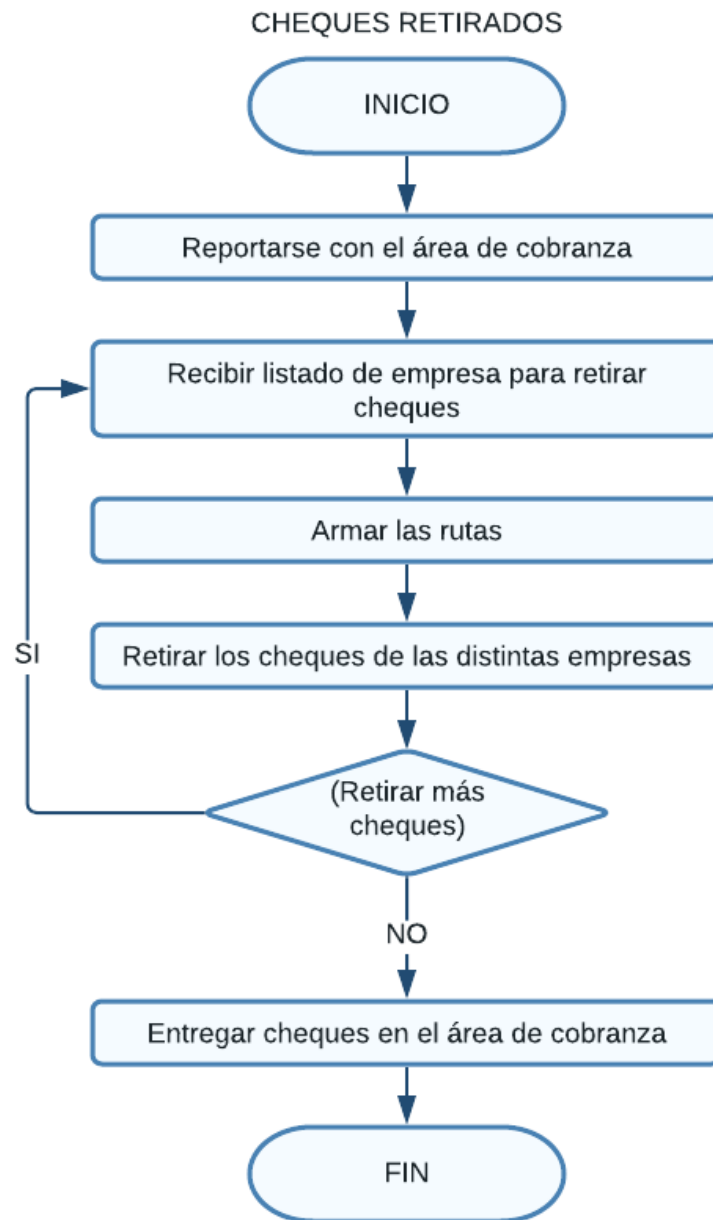 CHEQUES RETIRADOS
INICIO
Reportarse con el área de cobranza
Recibir listado de empresa para retirar
cheques
Armar las rutas
Retirar los cheques de las distintas empresas
SI
(Retirar más
cheques)
NO
Entregar cheques en el área de cobranza
FIN